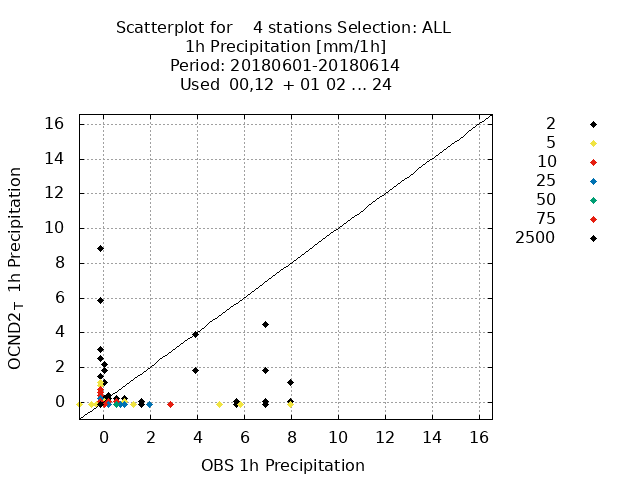 Scatterplot for    4 stations Selection: ALL
1h Precipitation [mm/1h]
Period: 20180601-20180614
Used  00,12  + 01 02 ... 24
16
14
12
10
8
6
4
2
0
OCND2T  1h Precipitation
0 2 4 6 8 10 12 14 16
OBS 1h Precipitation
2
5
10
25
50
75
2500